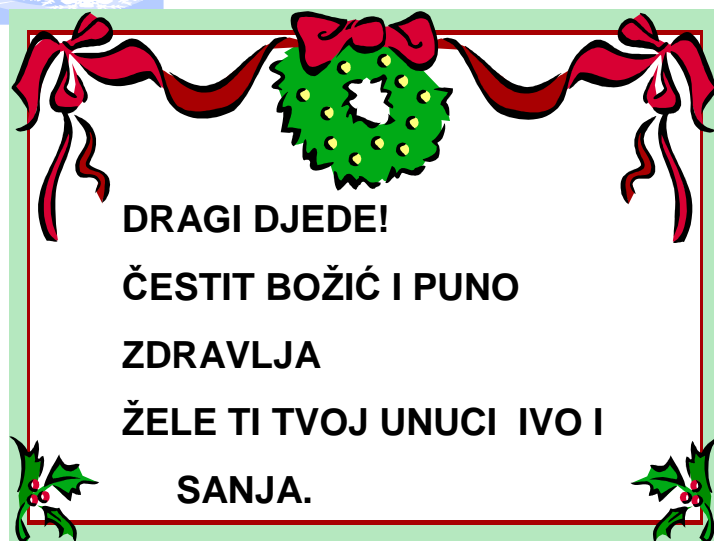 DRAGI DJEDE!
ČESTIT BOŽIĆ I PUNO
ZDRAVLJA
ŽELE TI TVOJ UNUCI IVO I
SANJA.